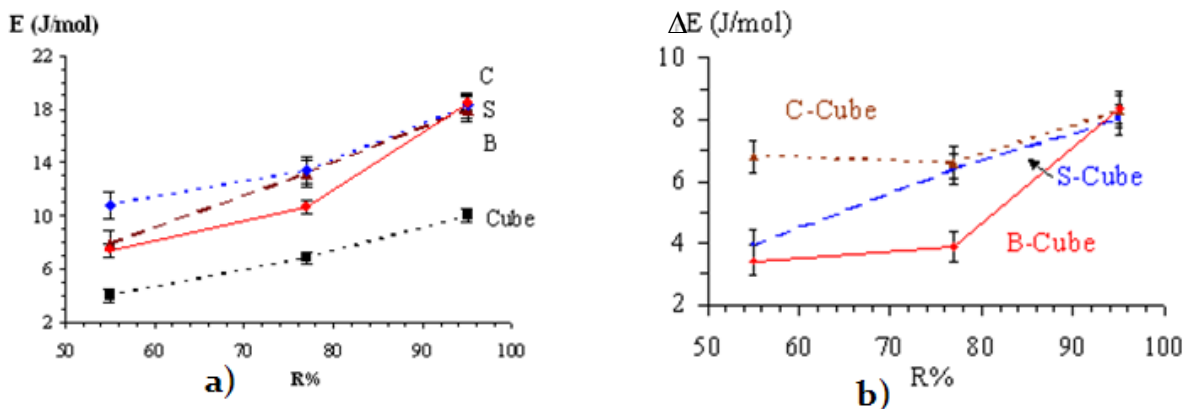 E (J/mol)
22
18
14
10
6
2
50 60 70 80 90 100
R%
C
S
B
Cube
a)
ΔE (J/mol)
10
8
6
4
2
50 60 70 80 90 100
R%
C-Cube
S-Cube
B-Cube
b)